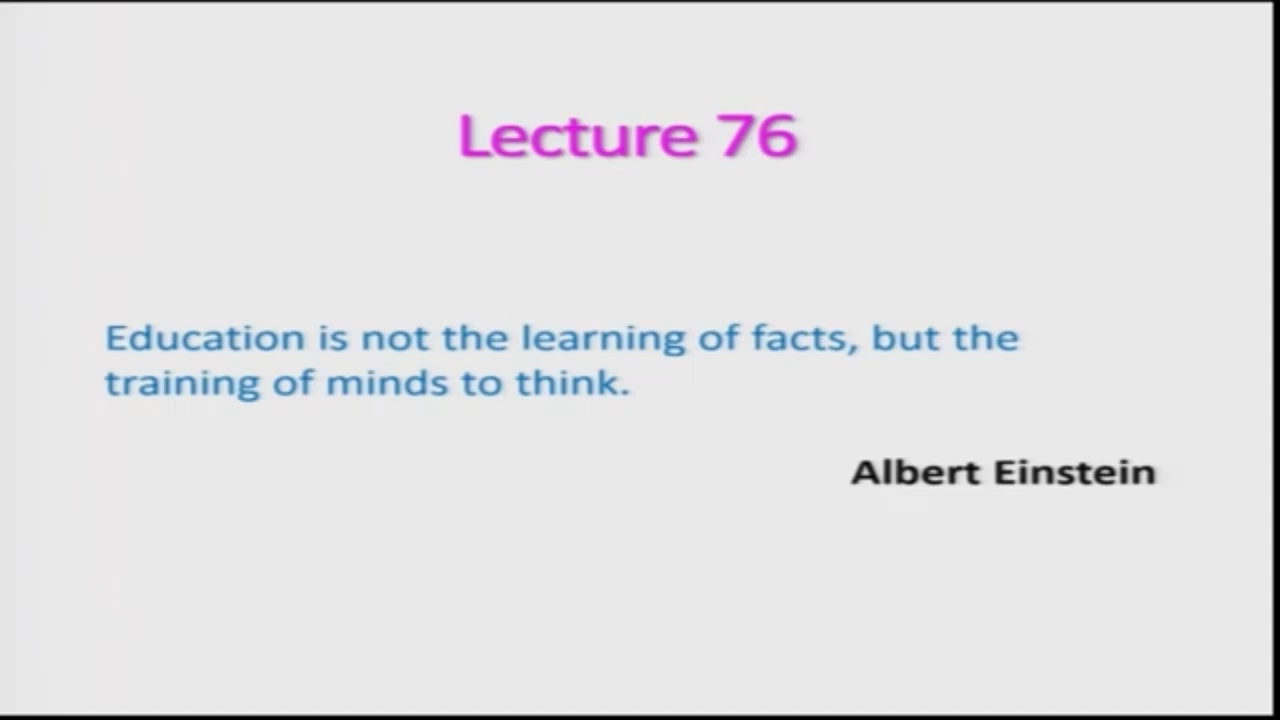 Lecture 76
Education is not the learning of facts, but the
training of minds to think.
Albert Einstein